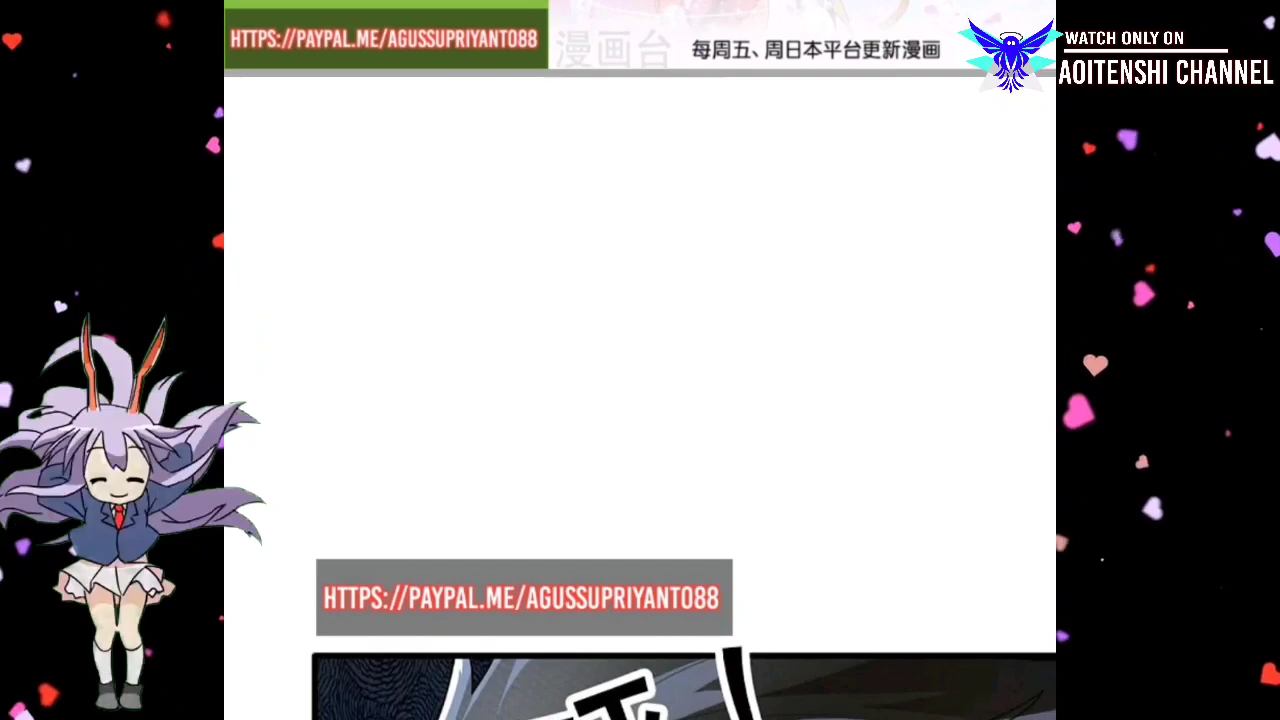 HTTPS://PAYPAL.ME/AGUSSUPRIYANTO88
漫画台
每周五、周日本平台更新漫画
WATCH ONLY ON
AOITENSHI CHANNEL
HTTPS://PAYPAL.ME/AGUSSUPRIYANTO88